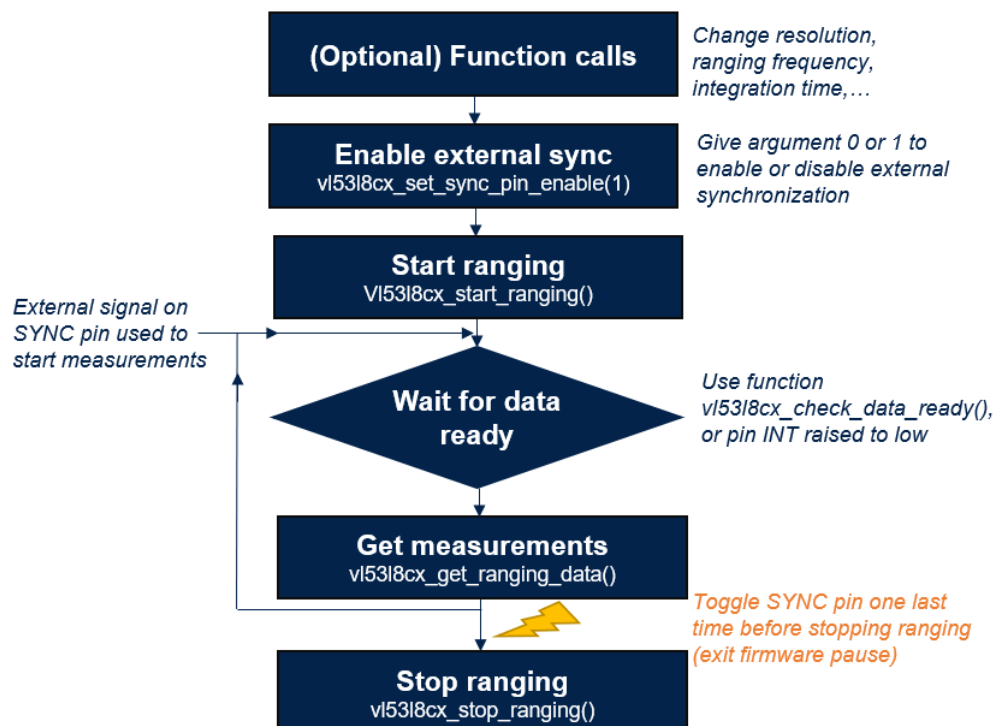 (Optional) Function calls
Change resolution,
ranging frequency,
integration time,…
Enable external sync
vl53l8cx_set_sync_pin_enable(1)
Give argument 0 or 1 to
enable or disable external
synchronization
Start ranging
Vl53l8cx_start_ranging()
External signal on
SYNC pin used to
start measurements
Wait for data
ready
Use function
vl53l8cx_check_data_ready(),
or pin INT raised to low
Get measurements
vl53l8cx_get_ranging_data()
Toggle SYNC pin one last
time before stopping ranging
(exit firmware pause)
Stop ranging
vl53l8cx_stop_ranging()